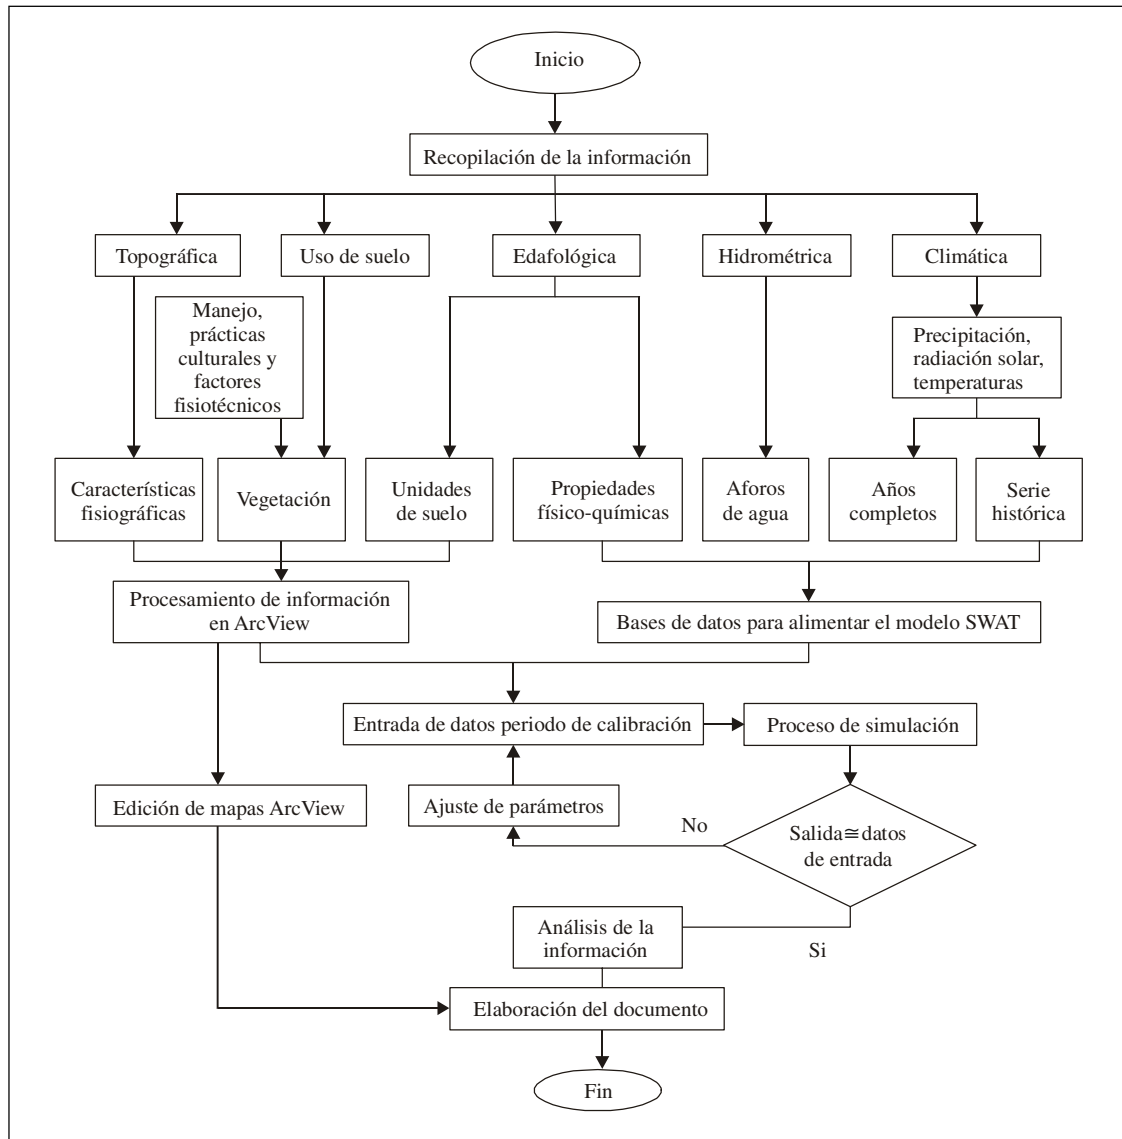 Inicio
Recopilación de la información
Topográfica
Uso de suelo
Edafológica
Hidrométrica
Climática
Manejo,
prácticas
culturales y
factores
fisiotécnicos
Precipitación,
radiación solar,
temperaturas
Características
fisiográficas
Vegetación
Unidades
de suelo
Propiedades
físico-químicas
Aforos
de agua
Años
completos
Serie
histórica
Procesamiento de información
en ArcView
Bases de datos para alimentar el modelo SWAT
Entrada de datos periodo de calibración
Proceso de simulación
Edición de mapas ArcView
Ajuste de parámetros
No
Salida≅datos
de entrada
Análisis de la
información
Si
Elaboración del documento
Fin